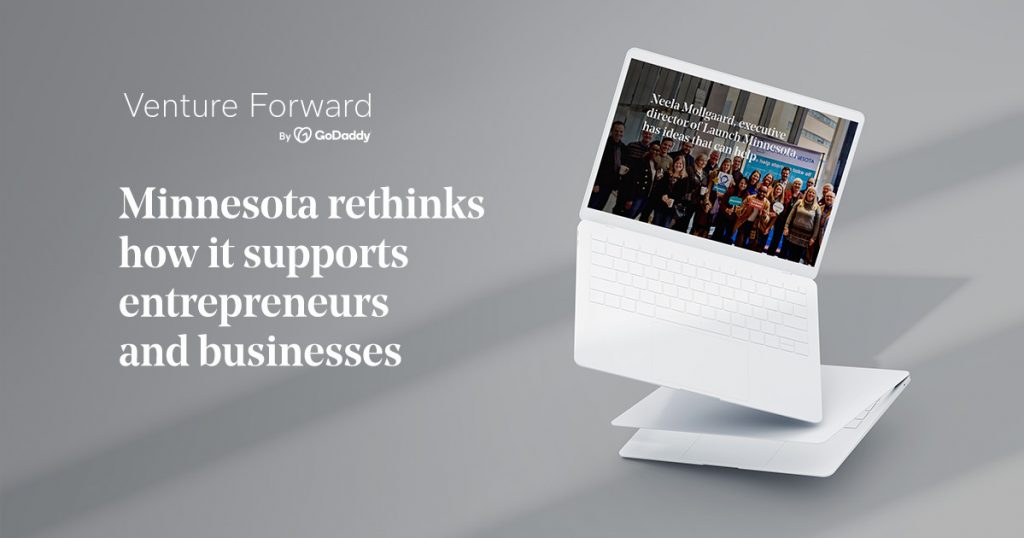 Venture Forward
By GoDaddy
Minnesota rethinks
how it supports
entrepreneurs
and businesses
Neela Mollgaard, executive
director of Launch Minnesota,
has ideas that can help